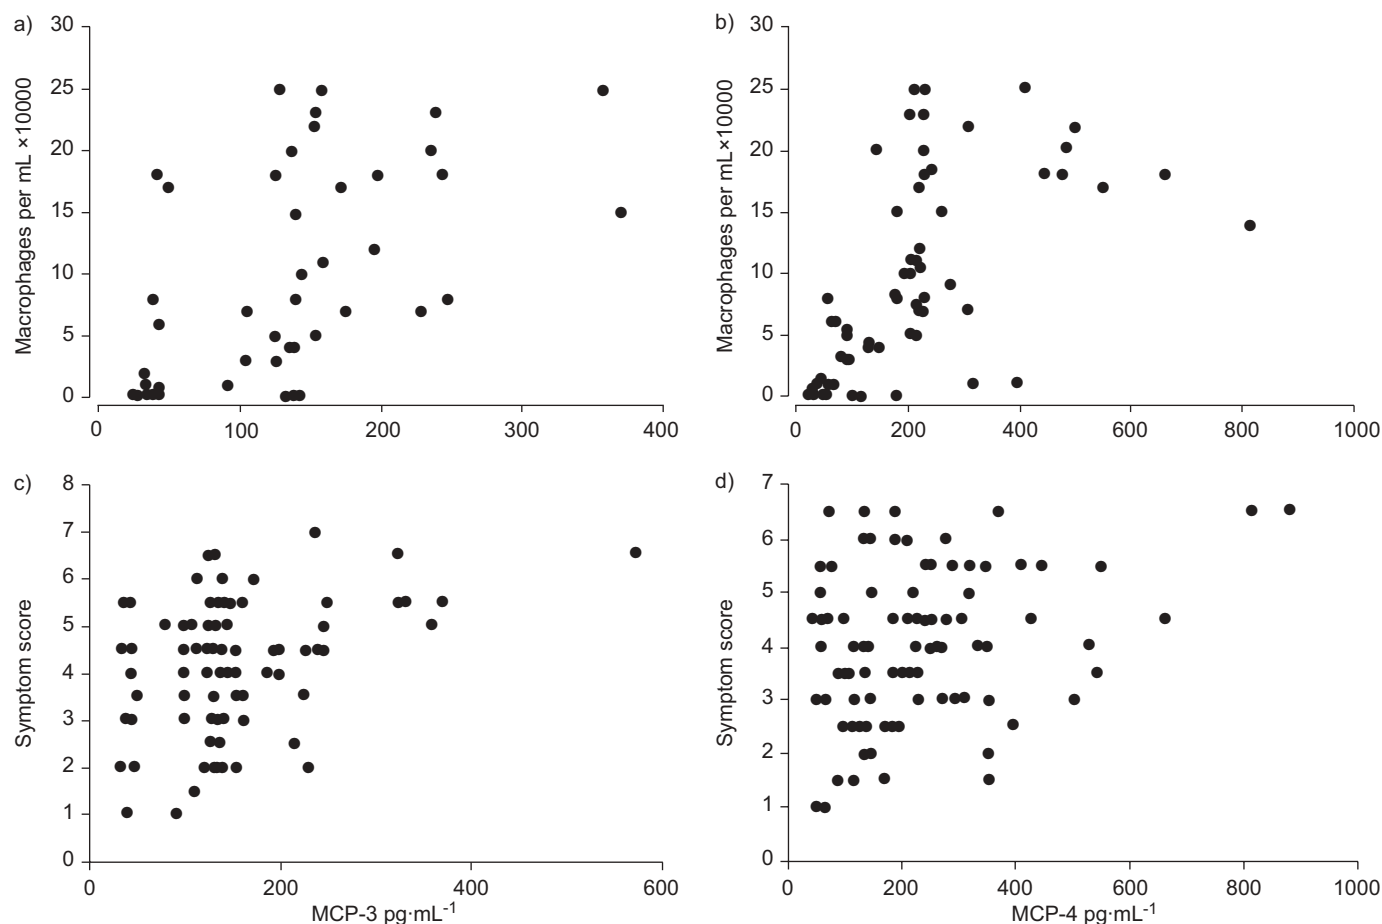 a)
Macrophages per mL ×10000
30
25
20
15
10
5
0
0 100 200 300 400
b)
Macrophages per mL×10000
30
25
20
15
10
5
0
0 200 400 600 800 1000
c)
Symptom score
8
7
6
5
4
3
2
1
0
0 200 400 600
MCP-3 pg·mL⁻¹
d)
Symptom score
7
6
5
4
3
2
1
0
0 200 400 600 800 1000
MCP-4 pg·mL⁻¹